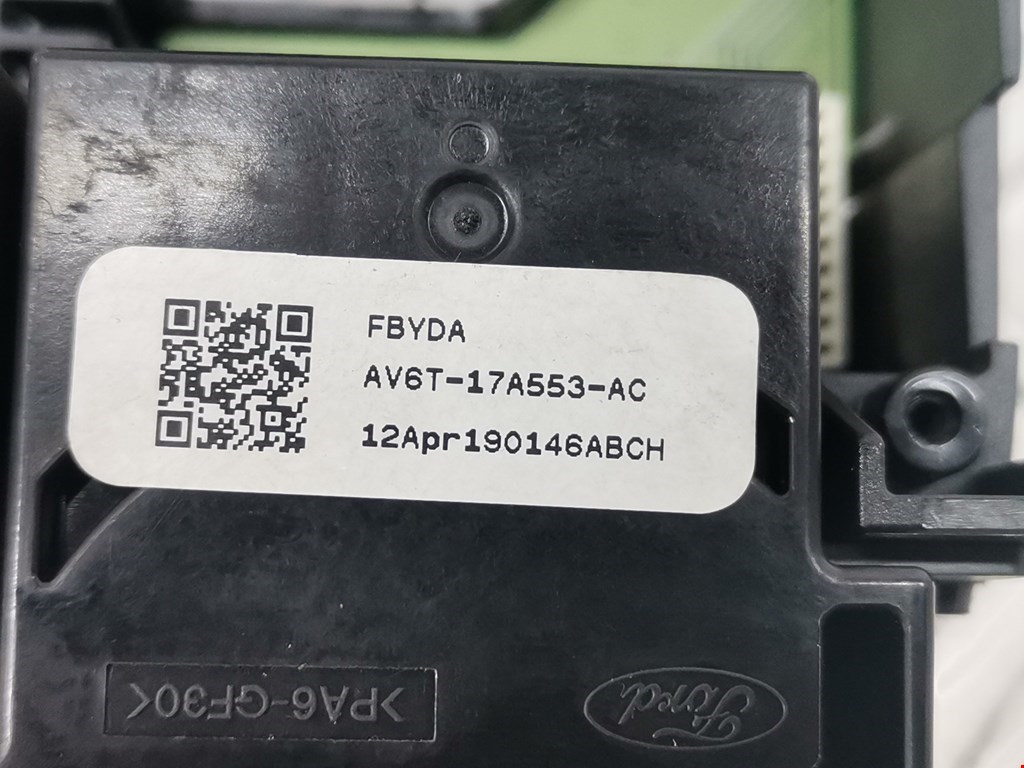 FBYDA
AV6T-17A553-AC
12Apr190146ABCH
>PA6-GF30<
Ford